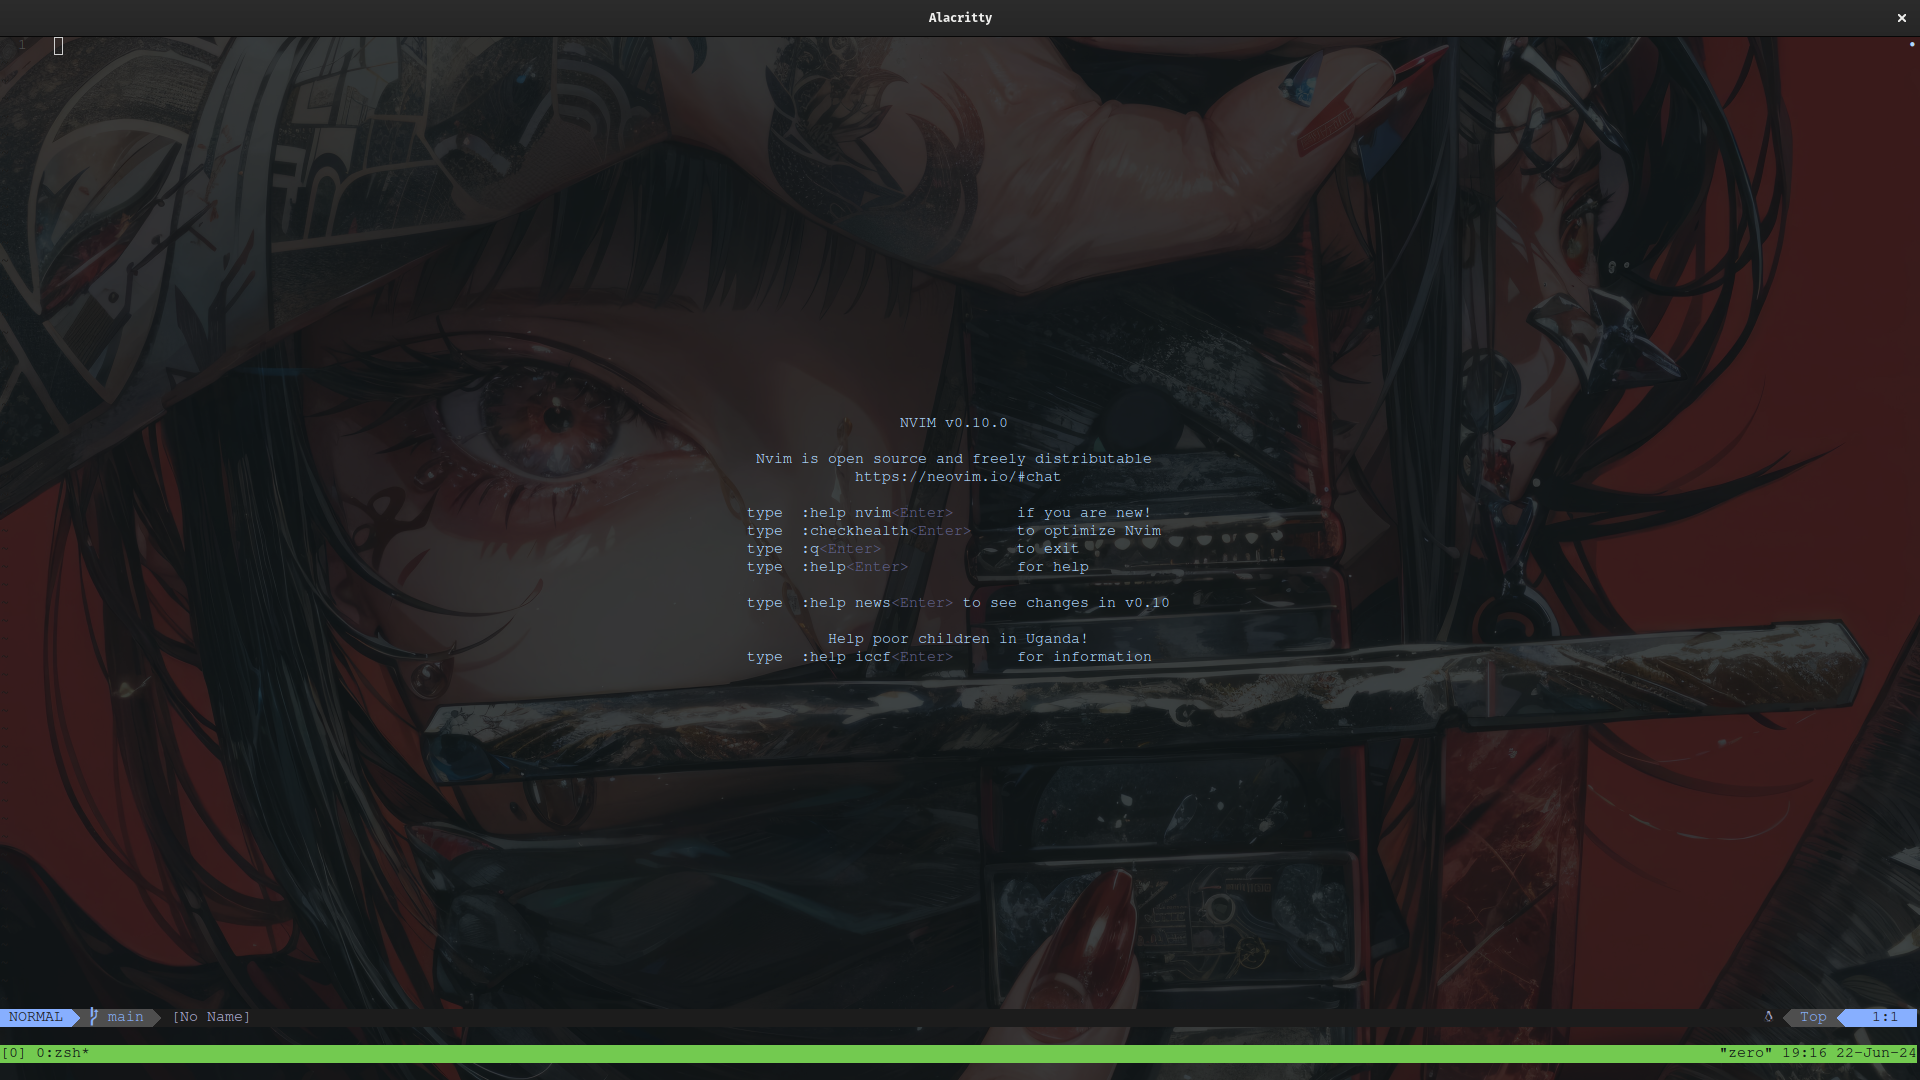 Alacritty ×
1
NVIM v0.10.0
Nvim is open source and freely distributable
https://neovim.io/#chat
type  :help nvim<Enter>       if you are new!
type  :checkhealth<Enter>     to optimize Nvim
type  :q<Enter>               to exit
type  :help<Enter>            for help
type  :help news<Enter> to see changes in v0.10
Help poor children in Uganda!
type  :help iccf<Enter>       for information
NORMAL main [No Name] Top 1:1
[0] 0:zsh* "zero" 19:16 22-Jun-24